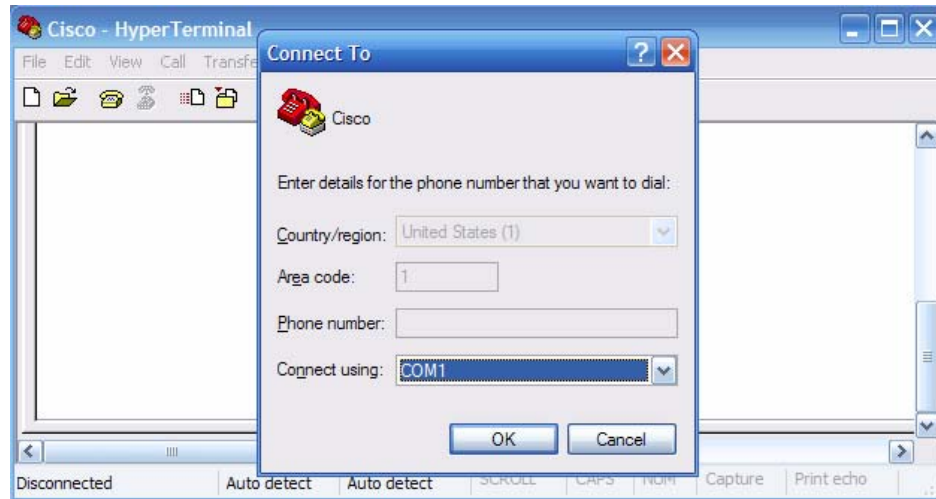 Cisco - HyperTerminal
File Edit View Call Transfe
Connect To
Cisco
Enter details for the phone number that you want to dial:
Country/region: United States (1)
Area code: 1
Phone number:
Connect using: COM1
OK Cancel
Disconnected Auto detect Auto detect SCROLL CAPS NUM Capture Print echo